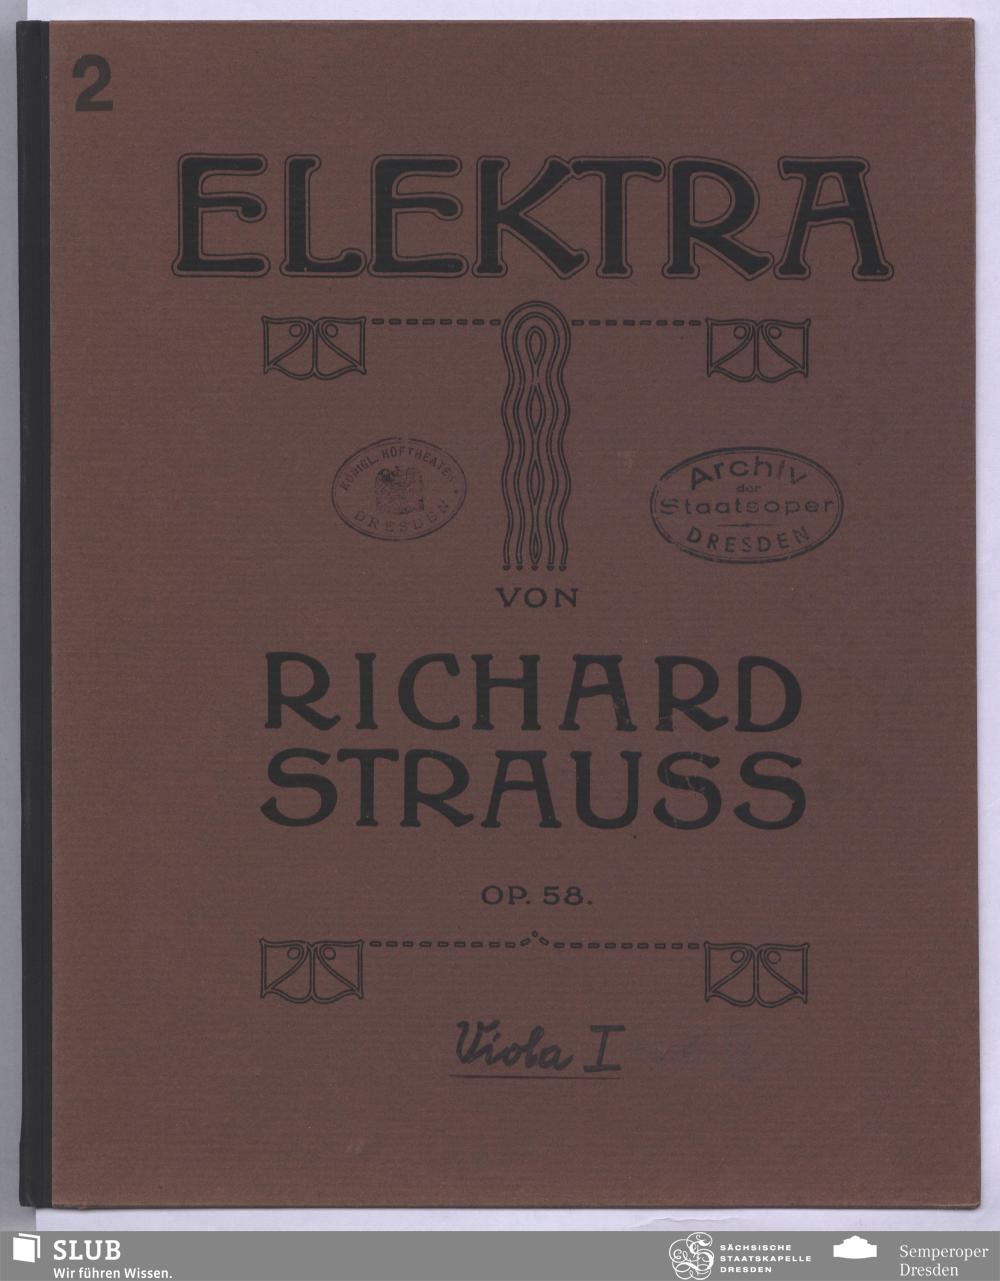 2
ELEKTRA
KÖNIGL. HOFTHEATER
DRESDEN
Archiv
der
Staatsoper
DRESDEN
VON
RICHARD
STRAUSS
OP. 58.
Viola I
SLUB
Wir führen Wissen.
SÄCHSISCHE
STAATSKAPELLE
DRESDEN
Semperoper
Dresden